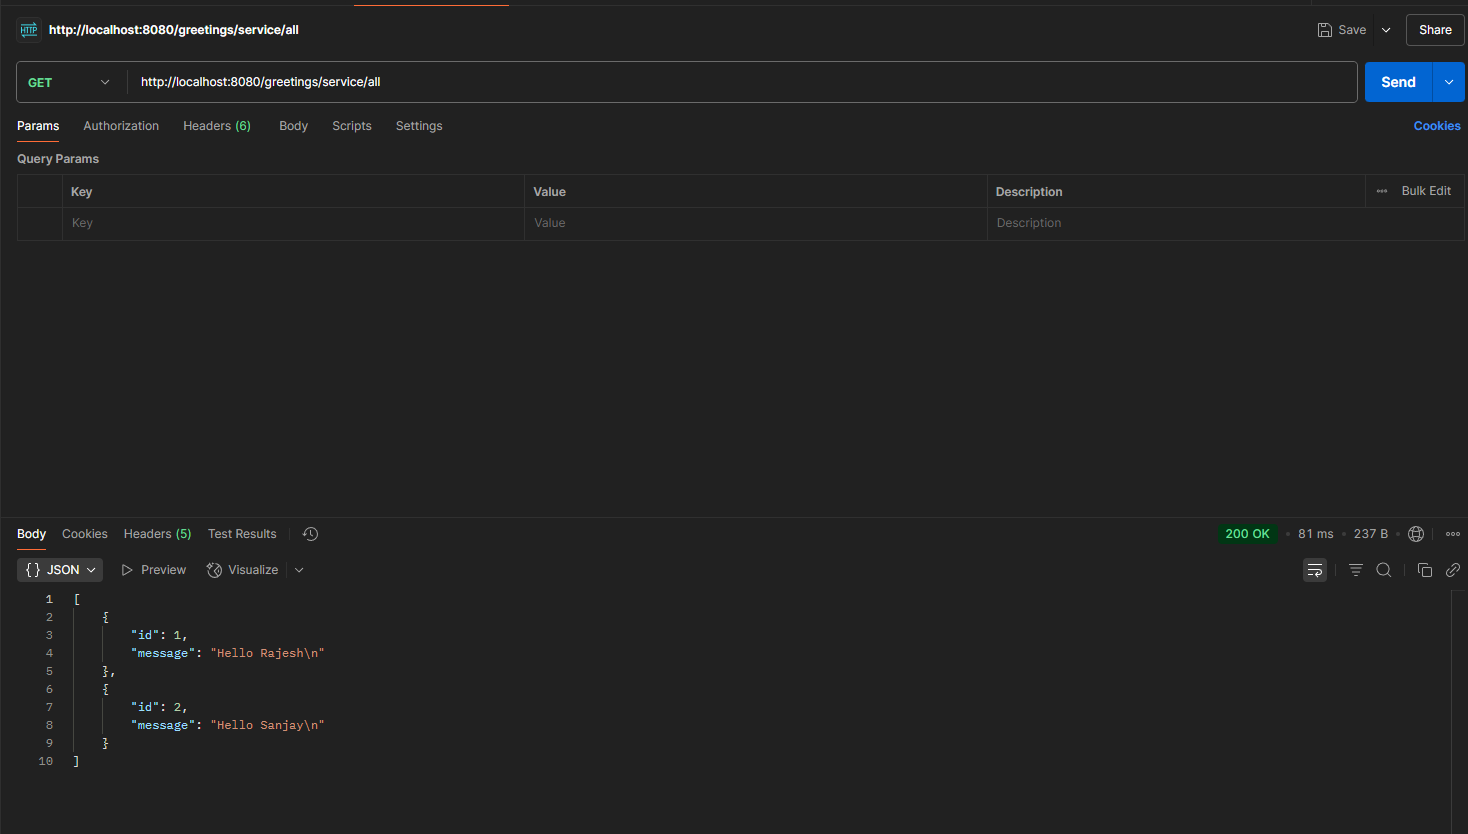 HTTP http://localhost:8080/greetings/service/all Save Share
GET http://localhost:8080/greetings/service/all Send
Params Authorization Headers (6) Body Scripts Settings Cookies
Query Params
Key Value Description Bulk Edit
Key Value Description
Body Cookies Headers (5) Test Results 200 OK 81 ms 237 B
{} JSON Preview Visualize
1 [
2 {
3 "id": 1,
4 "message": "Hello Rajesh\n"
5 },
6 {
7 "id": 2,
8 "message": "Hello Sanjay\n"
9 }
10 ]